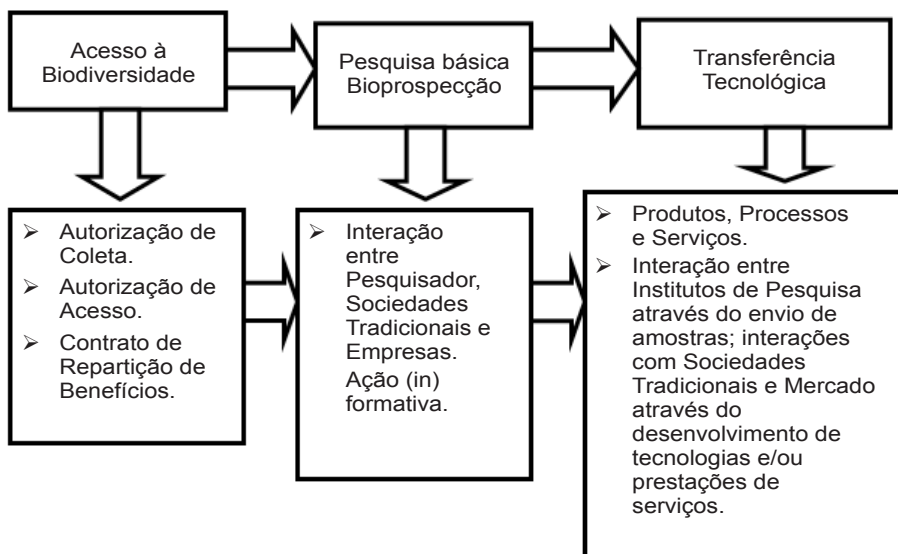 Acesso à
Biodiversidade
Pesquisa básica
Bioprospecção
Transferência
Tecnológica
➢ Autorização de
Coleta.
➢ Autorização de
Acesso.
➢ Contrato de
Repartição de
Benefícios.
➢ Interação
entre
Pesquisador,
Sociedades
Tradicionais e
Empresas.
Ação (in)
formativa.
➢ Produtos, Processos
e Serviços.
➢ Interação entre
Institutos de Pesquisa
através do envio de
amostras; interações
com Sociedades
Tradicionais e Mercado
através do
desenvolvimento de
tecnologias e/ou
prestações de
serviços.